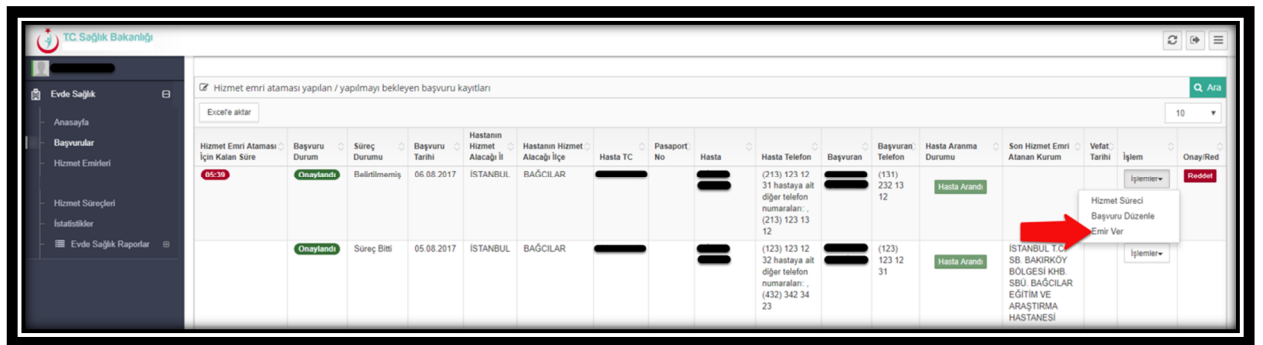 T.C. Sağlık Bakanlığı
Evde Sağlık
Anasayfa
Başvurular
Hizmet Emirleri
Hizmet Süreçleri
İstatistikler
Evde Sağlık Raporlar
Hizmet emri ataması yapılan / yapılmayı bekleyen başvuru kayıtları
Ara
Excel'e aktar
10
Hizmet Emri Ataması
İçin Kalan Süre
Başvuru
Durum
Süreç
Durumu
Başvuru
Tarihi
Hastanın
Hizmet
Alacağı İl
Hastanın Hizmet
Alacağı İlçe
Hasta TC
Pasaport
No
Hasta
Hasta Telefon
Başvuran
Başvuran
Telefon
Hasta Aranma
Durumu
Son Hizmet Emri
Atanan Kurum
Vefat
Tarihi
İşlem
Onay/Red
05:39
Onaylandı
Belirtilmemiş
06.08.2017
İSTANBUL
BAĞCILAR
(213) 123 12
31 hastaya ait
diğer telefon
numaraları: ,
(213) 123 13
12
(131)
232 13
12
Hasta Arandı
İşlemler
Reddet
Hizmet Süreci
Başvuru Düzenle
Emir Ver
Onaylandı
Süreç Bitti
05.08.2017
İSTANBUL
BAĞCILAR
(123) 123 12
32 hastaya ait
diğer telefon
numaraları: ,
(432) 342 34
23
(123)
123 12
31
Hasta Arandı
İSTANBUL T.C.
SB. BAKIRKÖY
BÖLGESİ KHB.
SBÜ. BAĞCILAR
EĞİTİM VE
ARAŞTIRMA
HASTANESİ
İşlemler